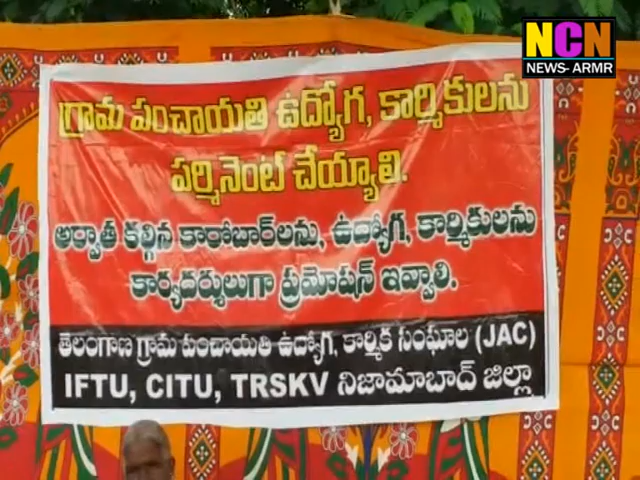 NCN
NEWS- ARMR
గ్రామ పంచాయతి ఉద్యోగ, కార్మికులను
పర్మినెంట్ చేయ్యాలి.
అర్హత కల్గిన కారోబార్‌లను, ఉద్యోగ, కార్మికులను
కార్యదర్శులుగా ప్రమోషన్ ఇవ్వాలి.
తెలంగాణ గ్రామ పంచాయతి ఉద్యోగ, కార్మిక సంఘాల (JAC)
IFTU, CITU, TRSKV నిజామాబాద్ జిల్లా